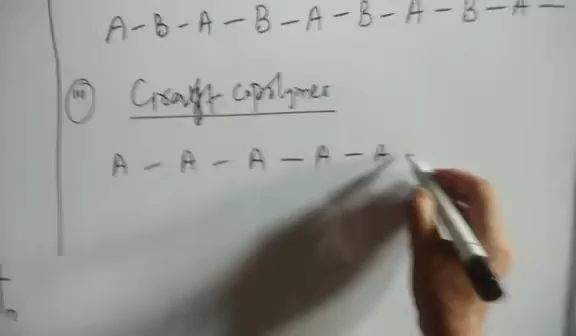 A - B - A - B - A - B - A - B - A -
(iii) Graft copolymer
A - A - A - A - A -